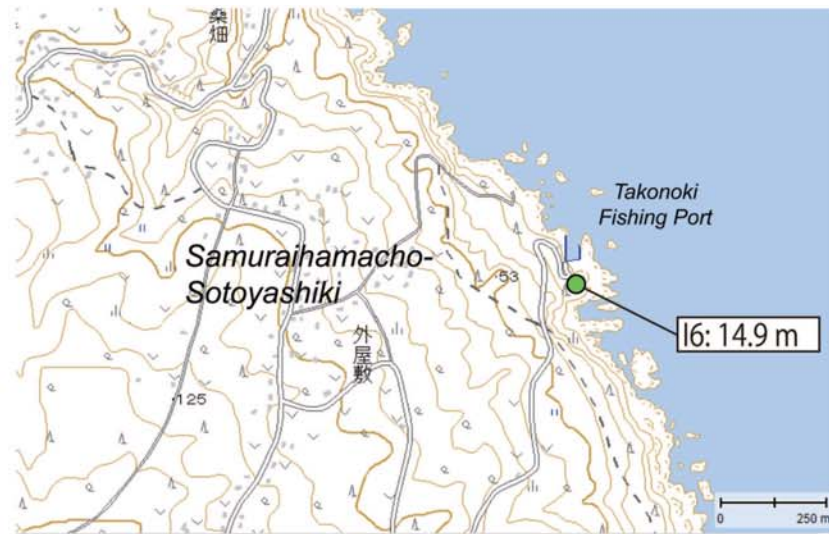 桑畑
Takonoki
Fishing Port
Samuraihamacho-
Sotoyashiki
·53
I6: 14.9 m
外屋敷
·125
0 250 m